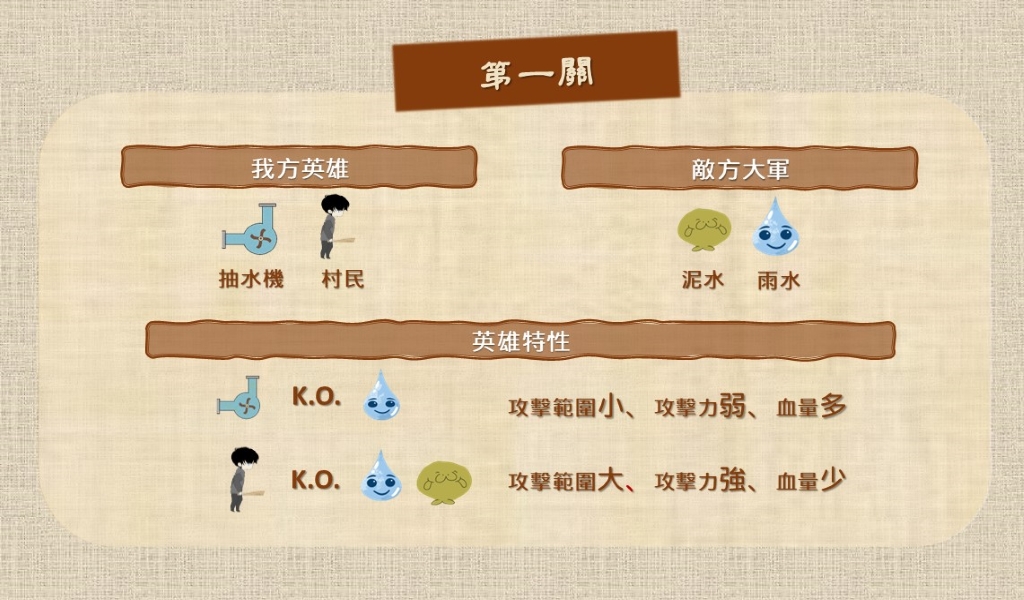 第一關
我方英雄
敵方大軍
抽水機
村民
泥水
雨水
英雄特性
K.O.
攻擊範圍小、 攻擊力弱、 血量多
K.O.
攻擊範圍大、 攻擊力強、 血量少